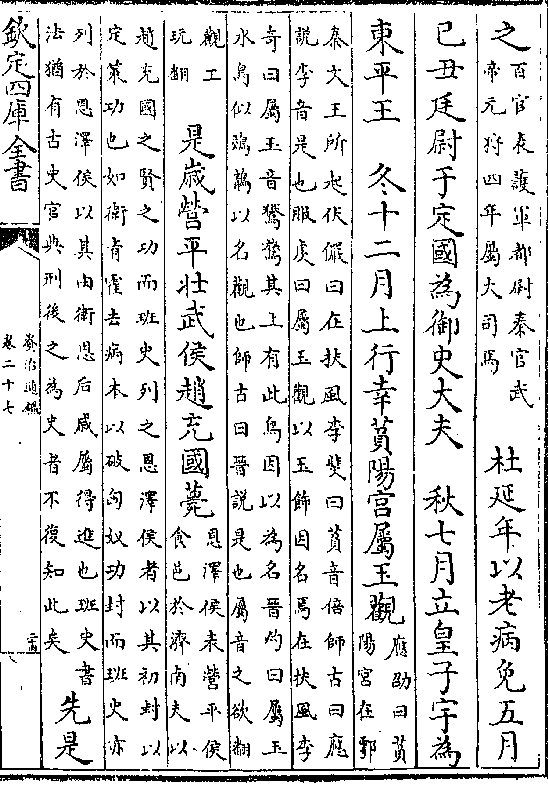 之
百官表護軍都尉秦官武
帝元狩四年屬大司馬
杜延年以老病免五月
己丑廷尉于定國為御史大夫　秋七月立皇子宇為
東平王　冬十二月上行幸萯陽宮屬玉觀
應劭曰萯
陽宮在鄠
秦文王所起伏儼曰在扶風李斐曰萯音倍師古曰應
說李音是也服虔曰屬玉觀以玉飾因名焉在扶風李
奇曰屬玉音鸑鷟其上有此鳥因以為名晉灼曰屬玉
水鳥似鵁鶄以名觀也師古曰晉說是也屬音之欲翻
觀工
玩翻
是歲營平壯武侯趙充國薨
恩澤侯表營平侯
食邑於濟南夫以
趙充國之賢之功而班史列之恩澤侯者以其初封以
定策功也如衛青霍去病本以破匈奴功封而班史亦
列於恩澤侯以其由衛恩后戚屬得進也班史書
法猶有古史官典刑後之為史者不復知此矣
先是
欽定四庫全書
資治通鑑
卷二十七